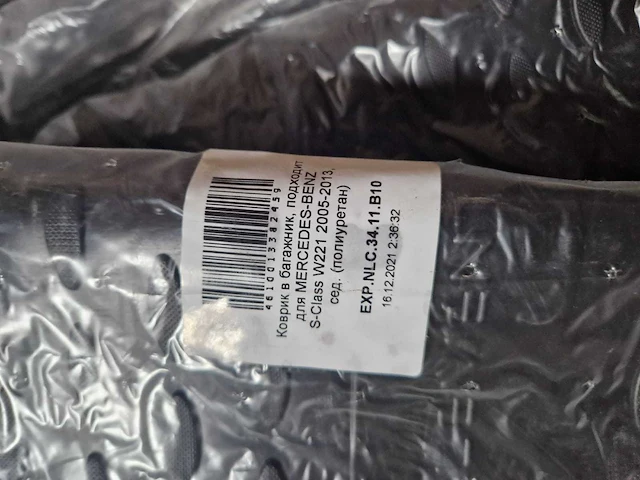 4610013382459
Коврик в багажник, подходит
для MERCEDES-BENZ
S-Class W221 2005-2013,
сед. (полиуретан)
EXP.NLC.34.11.B10
16.12.2021 2:36:32